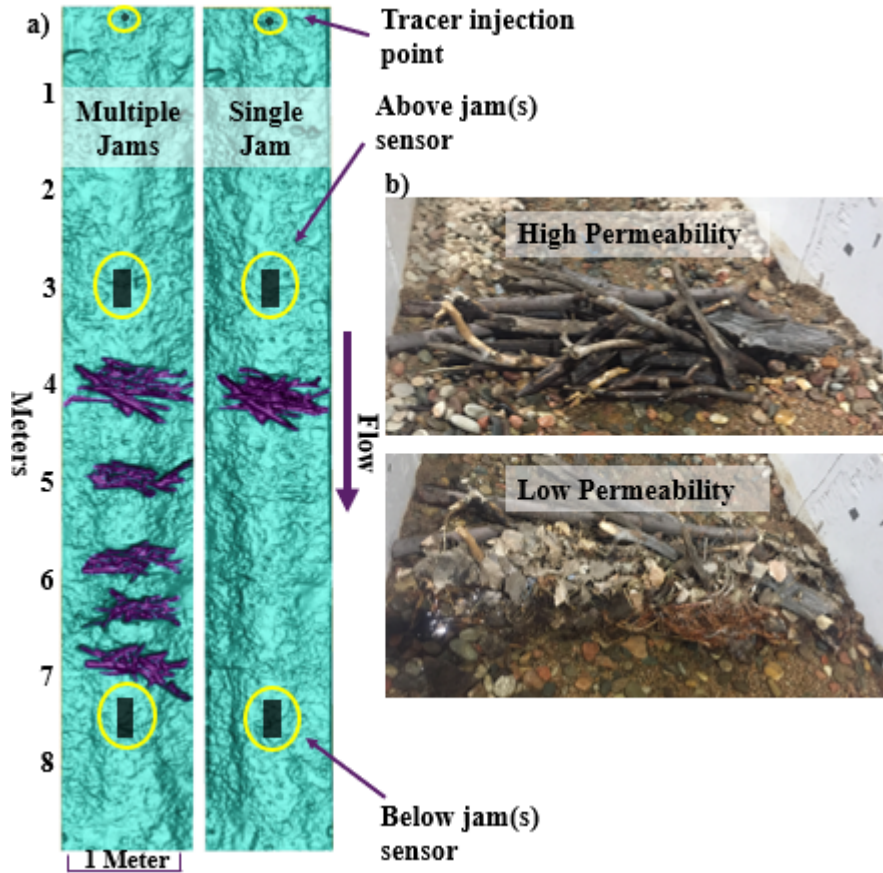 a)
Tracer injection
point
1
Multiple
Jams
Single
Jam
Above jam(s)
sensor
2
b)
High Permeability
3
4
Meters
Flow
5
Low Permeability
6
7
8
Below jam(s)
sensor
1 Meter